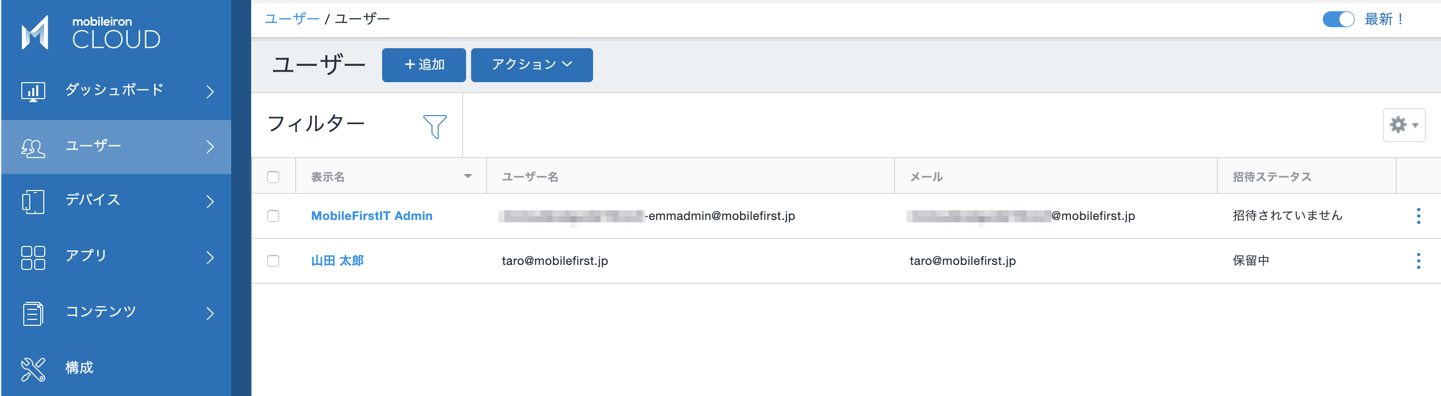 mobileiron
CLOUD
ダッシュボード
ユーザー
デバイス
アプリ
コンテンツ
構成
ユーザー / ユーザー
最新！
ユーザー
+ 追加
アクション
フィルター
表示名 ユーザー名 メール 招待ステータス
MobileFirstIT Admin -emmadmin@mobilefirst.jp @mobilefirst.jp 招待されていません
山田 太郎 taro@mobilefirst.jp taro@mobilefirst.jp 保留中